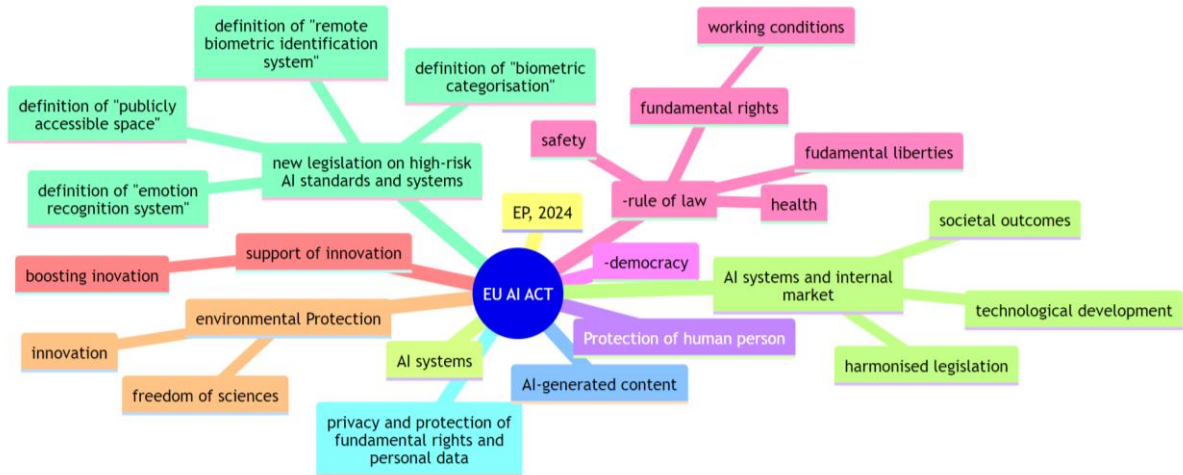 definition of "remote
biometric identification
system"
definition of "biometric
categorisation"
definition of "publicly
accessible space"
definition of "emotion
recognition system"
new legislation on high-risk
AI standards and systems
working conditions
fundamental rights
safety
fudamental liberties
-rule of law
health
EP, 2024
societal outcomes
support of innovation
boosting inovation
-democracy
AI systems and internal
market
EU AI ACT
technological development
environmental Protection
innovation
freedom of sciences
AI systems
Protection of human person
AI-generated content
harmonised legislation
privacy and protection of
fundamental rights and
personal data